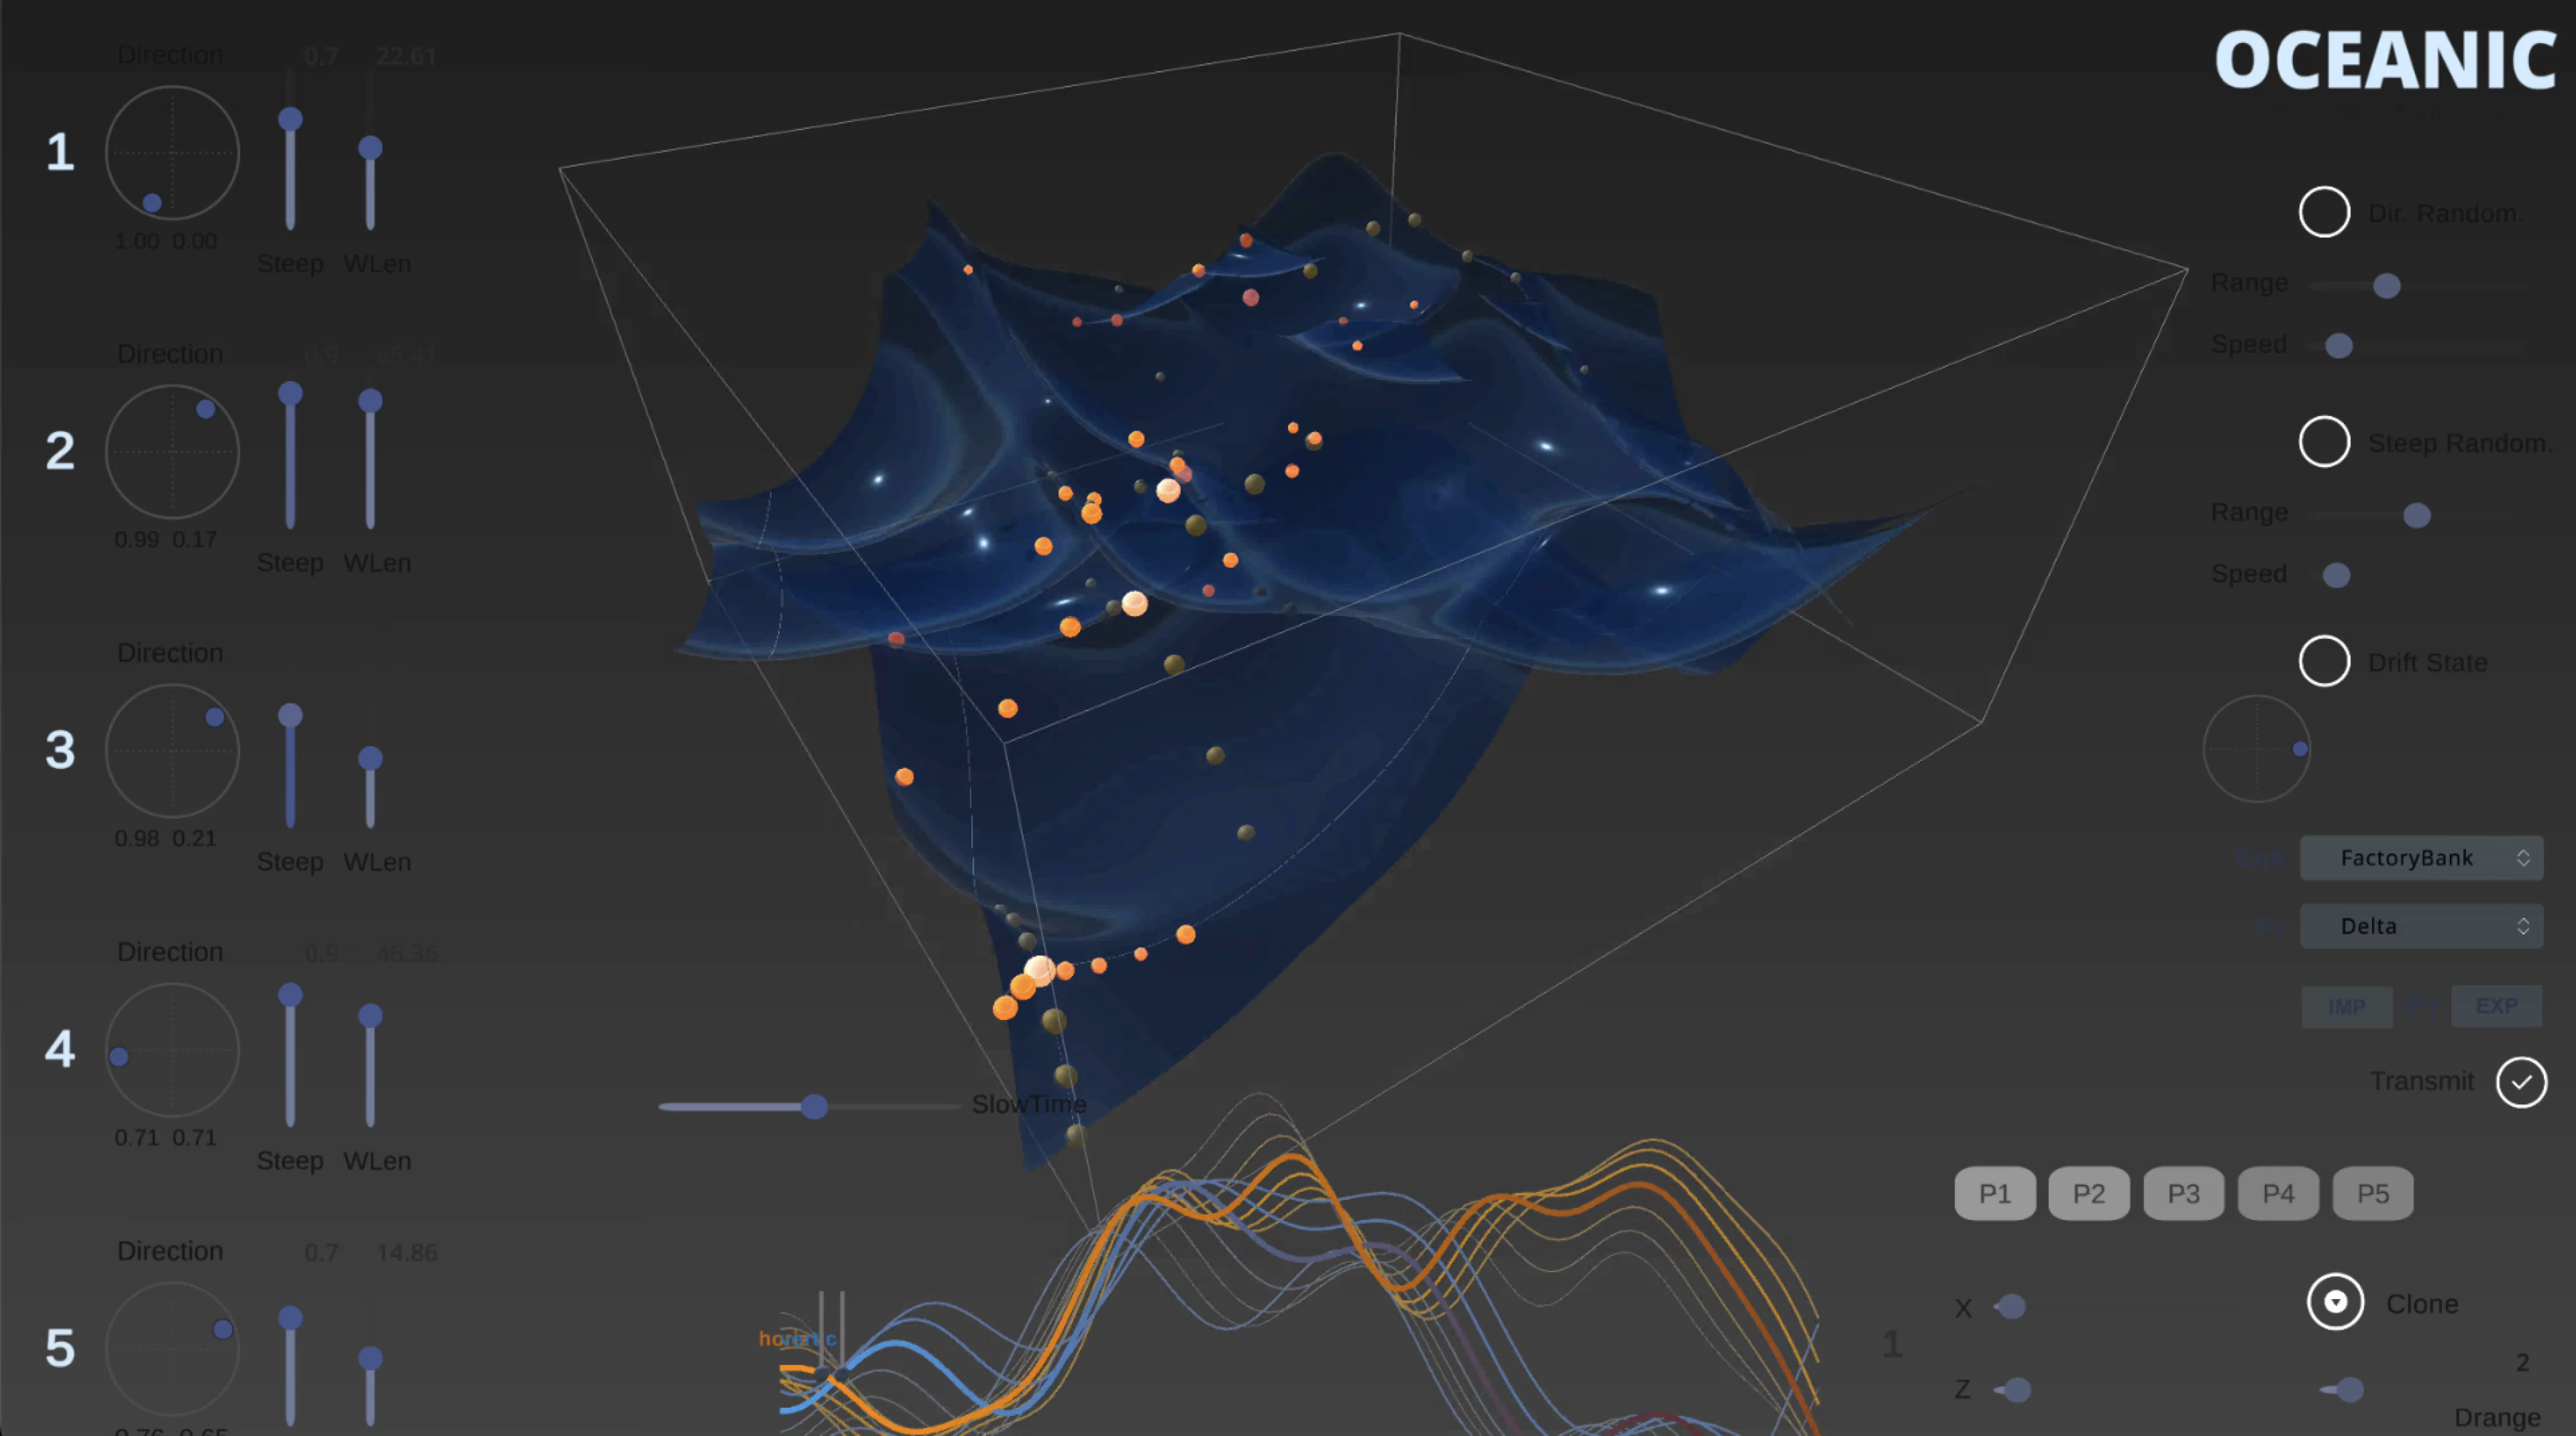 OCEANIC
1
Direction
0.7 22.61
1.00 0.00
Steep WLen
2
Direction
0.9
0.99 0.17
Steep WLen
3
Direction
0.98 0.21
Steep WLen
4
Direction
0.9 46.36
0.71 0.71
Steep WLen
5
Direction
0.7 14.86
SlowTime
Dir. Random.
Range
Speed
Steep Random.
Range
Speed
Drift State
FactoryBank
Delta
IMP
EXP
Transmit
P1 P2 P3 P4 P5
1
X
Z
Clone
2
Drange